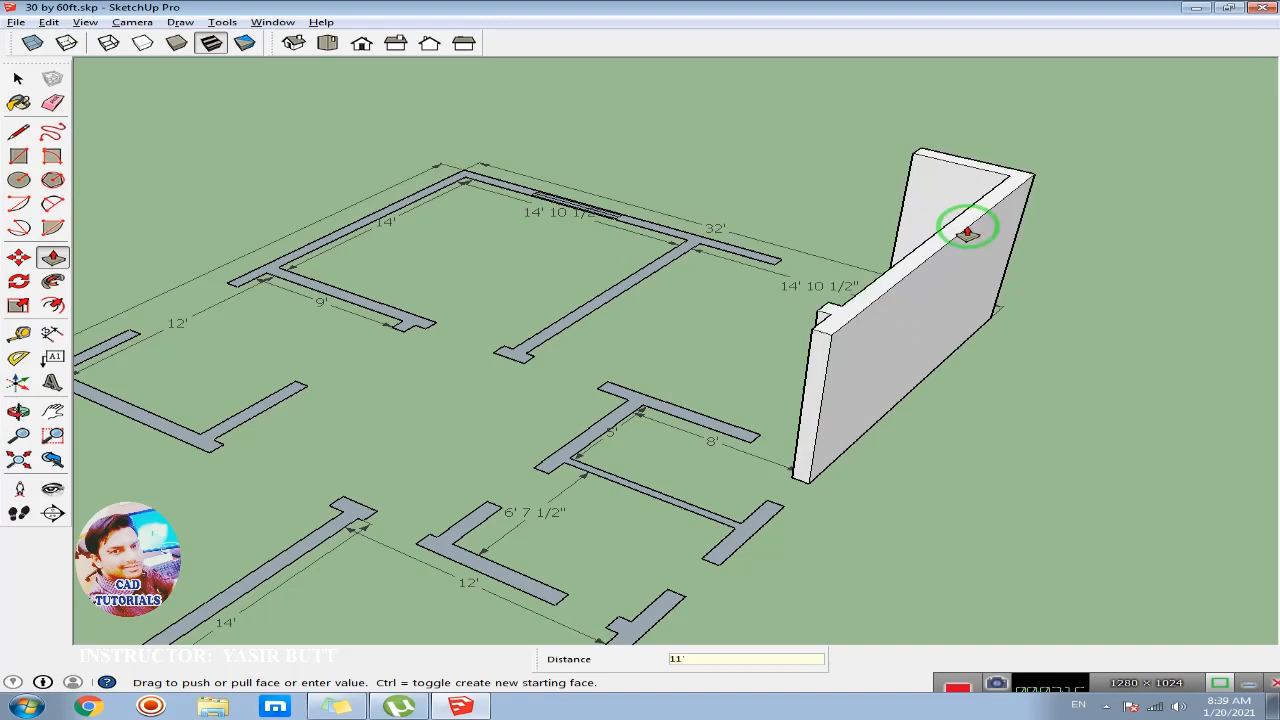 30 by 60ft.skp - SketchUp Pro
File Edit View Camera Draw Tools Window Help
14' 10 1/2"
32'
14'
14' 10 1/2"
9'
12'
A1
5'
8'
6' 7 1/2"
12'
CAD
TUTORIALS
14'
INSTRUCTOR: YASIR BUTT
Distance 11'
Drag to push or pull face or enter value. Ctrl = toggle create new starting face.
1280 × 1024
EN
8:39 AM
1/20/2021